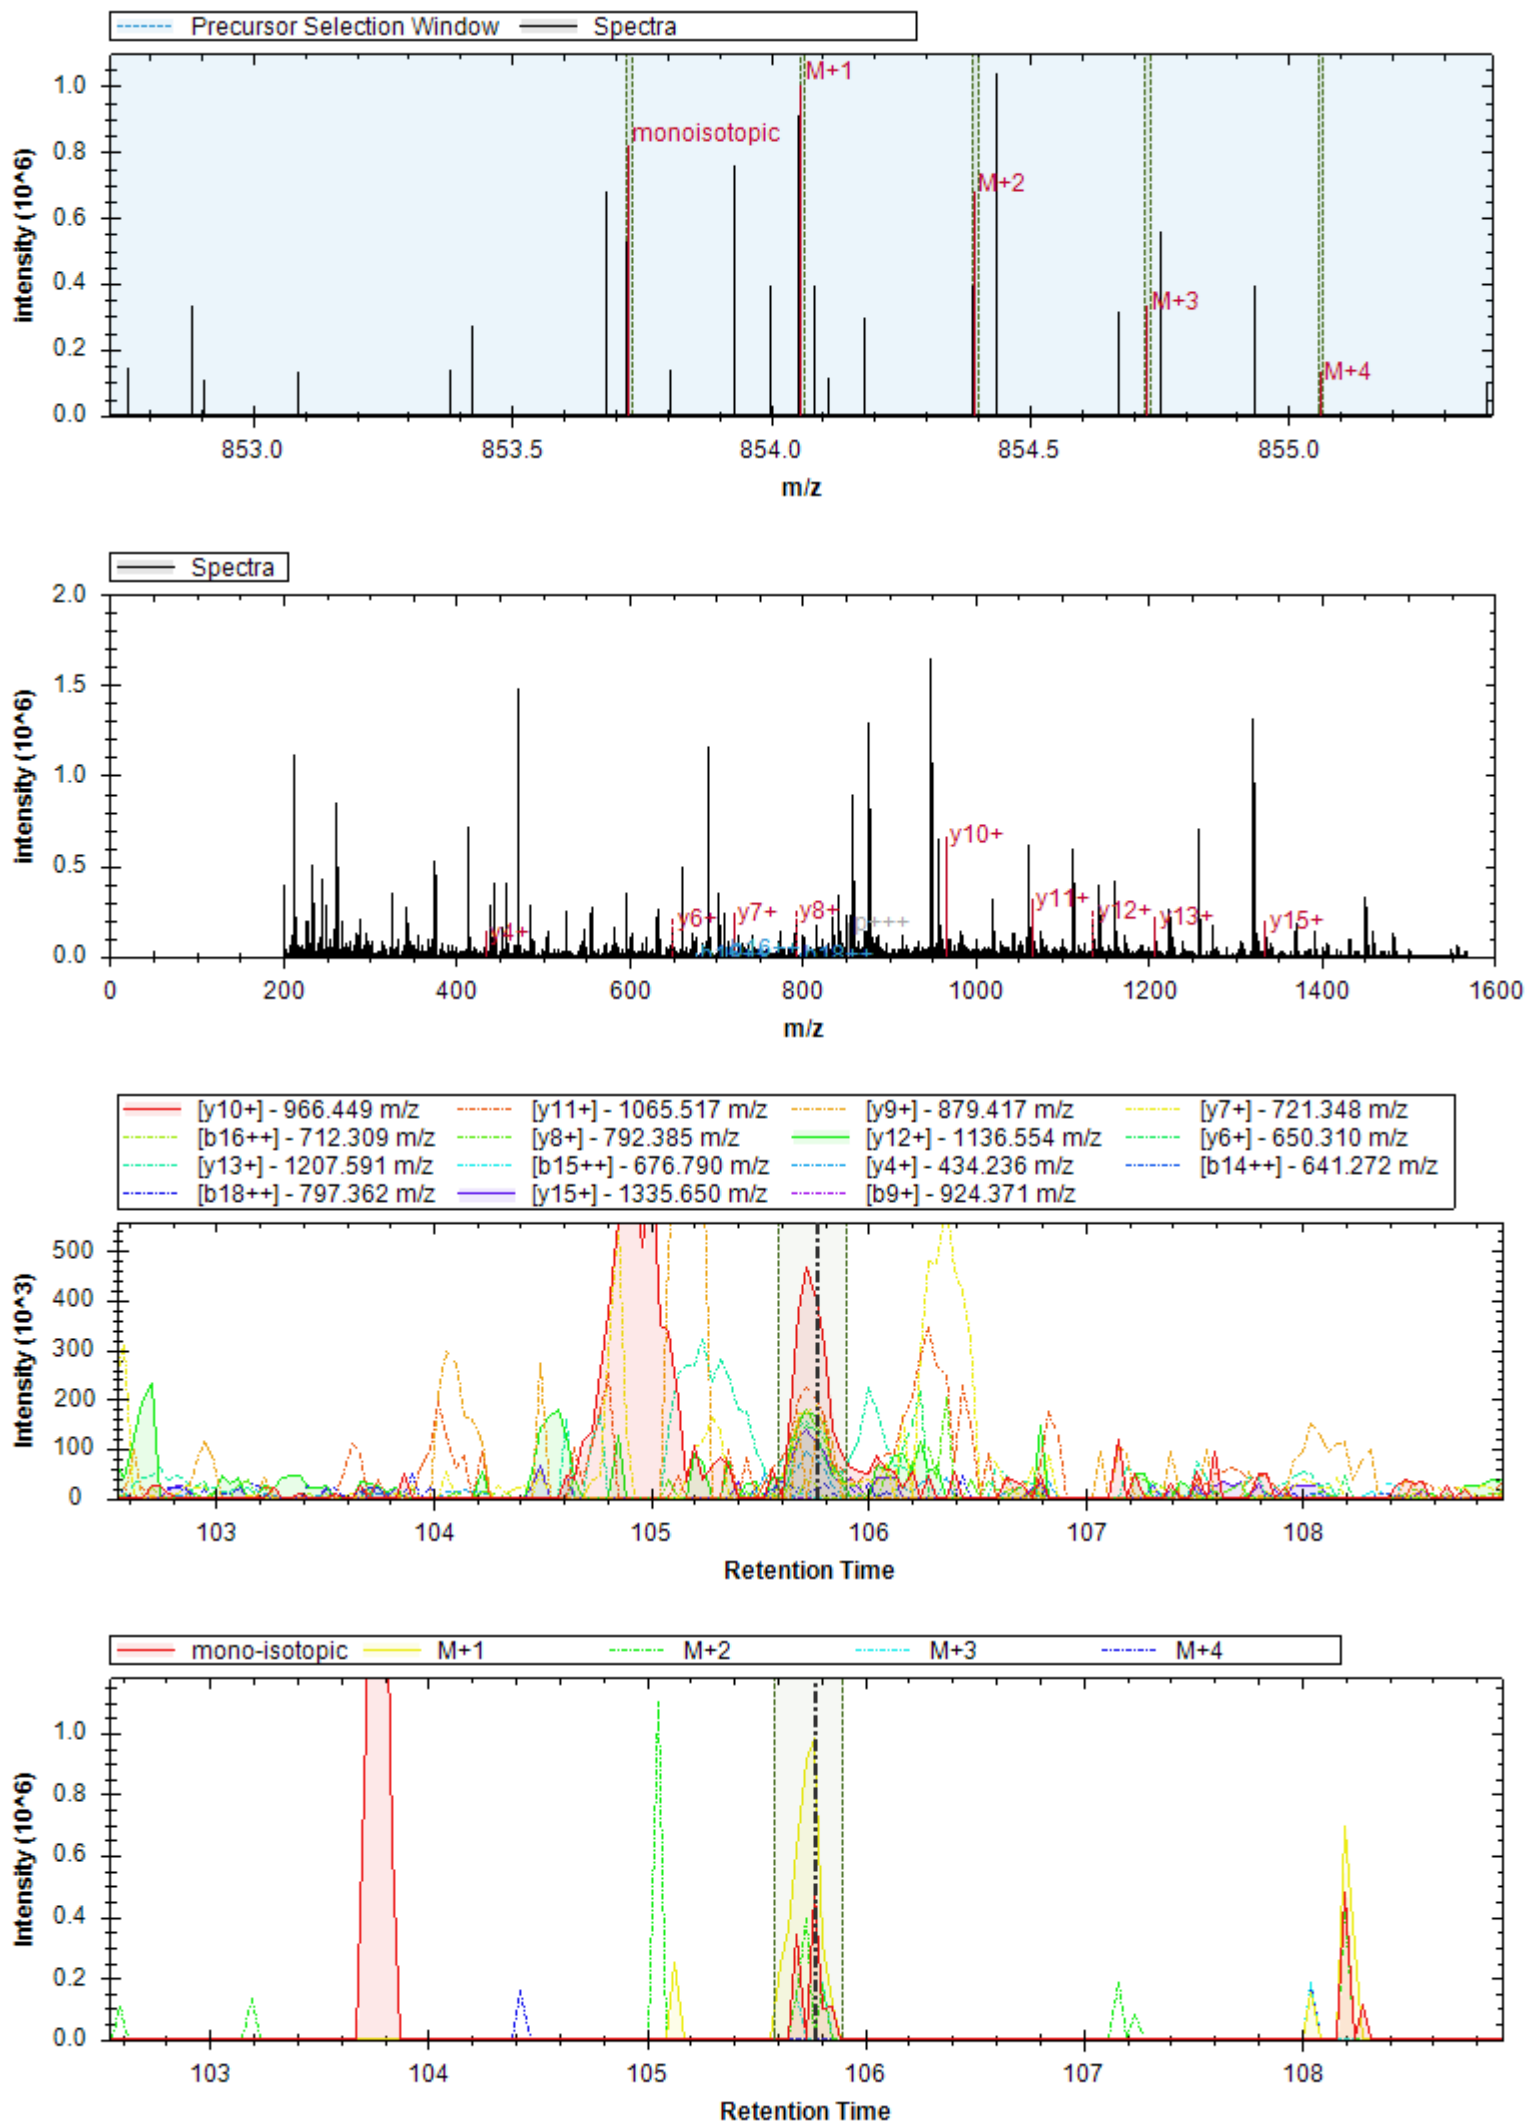 Precursor Selection Window Spectra
intensity (10^6)
1.0
0.8
0.6
0.4
0.2
0.0
M+1
monoisotopic
M+2
M+3
M+4
853.0 853.5 854.0 854.5 855.0
m/z
Spectra
intensity (10^6)
2.0
1.5
1.0
0.5
0.0
y10+
y4+ y6+ y7+ y8+ p+++ y11+ y12+ y13+ y15+
0 200 400 600 800 1000 1200 1400 1600
m/z
[y10+] - 966.449 m/z [y11+] - 1065.517 m/z [y9+] - 879.417 m/z [y7+] - 721.348 m/z
[b16++] - 712.309 m/z [y8+] - 792.385 m/z [y12+] - 1136.554 m/z [y6+] - 650.310 m/z
[y13+] - 1207.591 m/z [b15++] - 676.790 m/z [y4+] - 434.236 m/z [b14++] - 641.272 m/z
[b18++] - 797.362 m/z [y15+] - 1335.650 m/z [b9+] - 924.371 m/z
Intensity (10^3)
500
400
300
200
100
0
103 104 105 106 107 108
Retention Time
mono-isotopic M+1 M+2 M+3 M+4
Intensity (10^6)
1.0
0.8
0.6
0.4
0.2
0.0
103 104 105 106 107 108
Retention Time